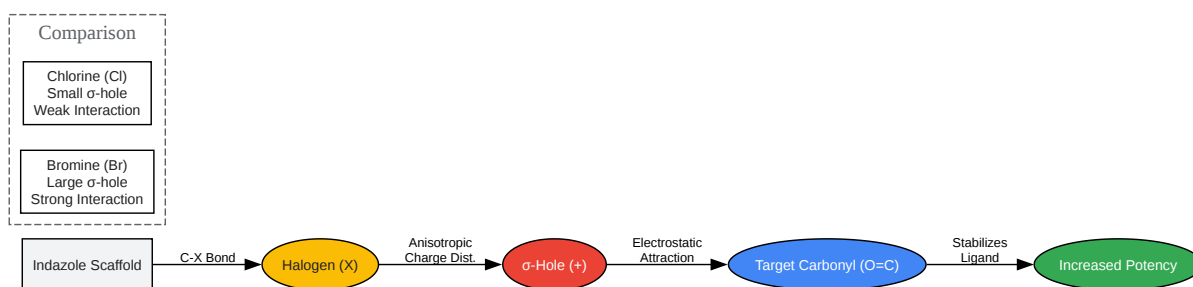 Comparison
Chlorine (Cl)
Small σ-hole
Weak Interaction
Bromine (Br)
Large σ-hole
Strong Interaction
Indazole Scaffold
C-X Bond
Halogen (X)
Anisotropic
Charge Dist.
σ-Hole (+)
Electrostatic
Attraction
Target Carbonyl (O=C)
Stabilizes
Ligand
Increased Potency